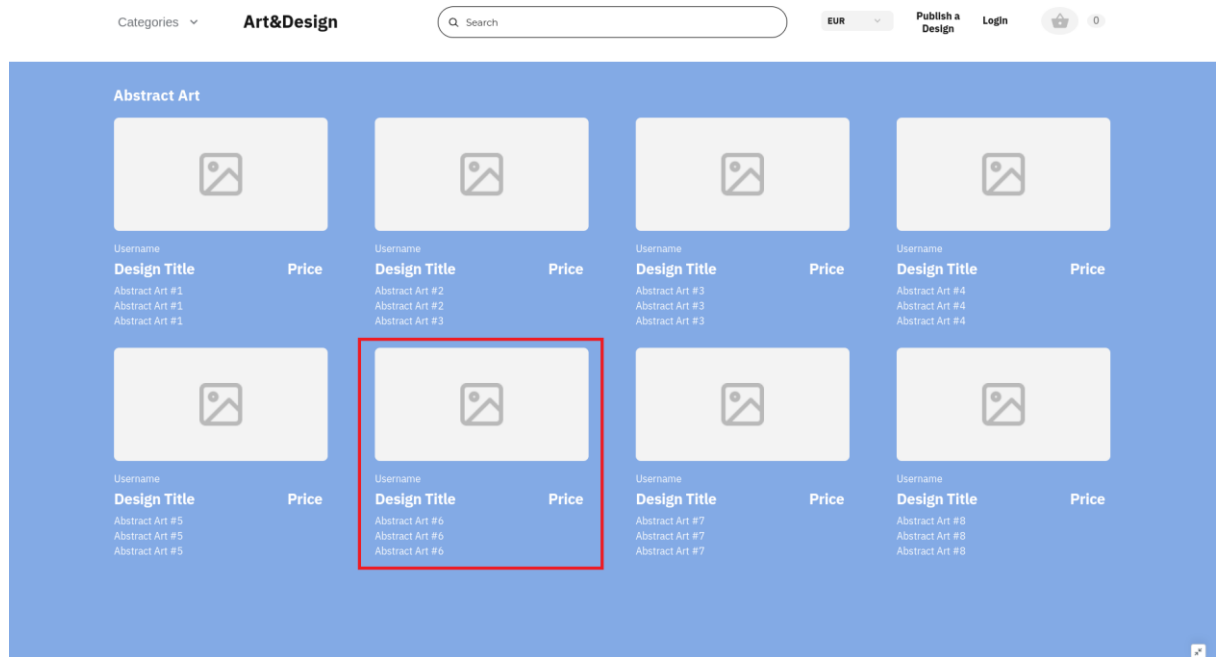 Categories Art&Design Search EUR Publish a Design Login 0
Abstract Art
Username Username Username Username
Design Title Price Design Title Price Design Title Price Design Title Price
Abstract Art #1 Abstract Art #2 Abstract Art #3 Abstract Art #4
Abstract Art #1 Abstract Art #2 Abstract Art #3 Abstract Art #4
Abstract Art #1 Abstract Art #3 Abstract Art #3 Abstract Art #4
Username Username Username Username
Design Title Price Design Title Price Design Title Price Design Title Price
Abstract Art #5 Abstract Art #6 Abstract Art #7 Abstract Art #8
Abstract Art #5 Abstract Art #6 Abstract Art #7 Abstract Art #8
Abstract Art #5 Abstract Art #6 Abstract Art #7 Abstract Art #8